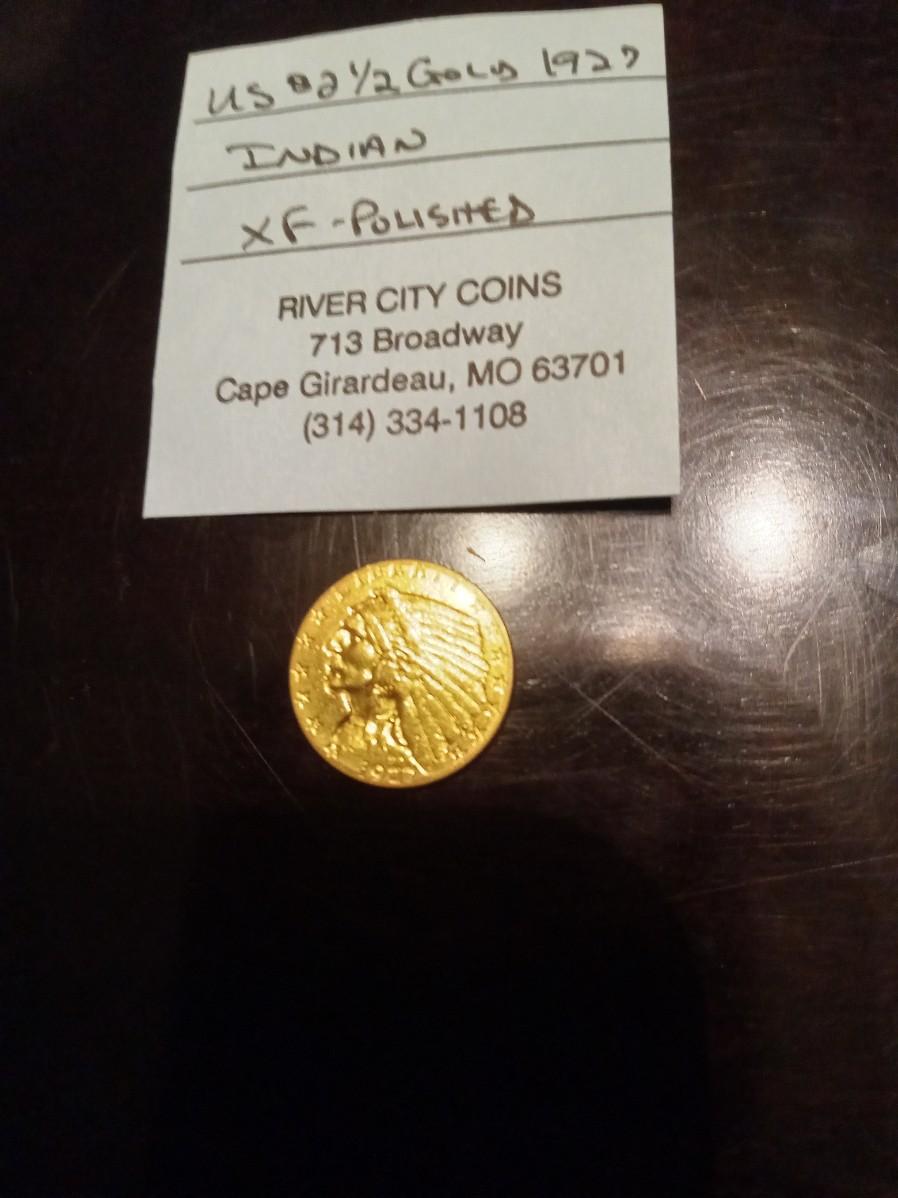 US $2 1/2 GOLD 1927
INDIAN
XF-POLISHED
RIVER CITY COINS
713 Broadway
Cape Girardeau, MO 63701
(314) 334-1108